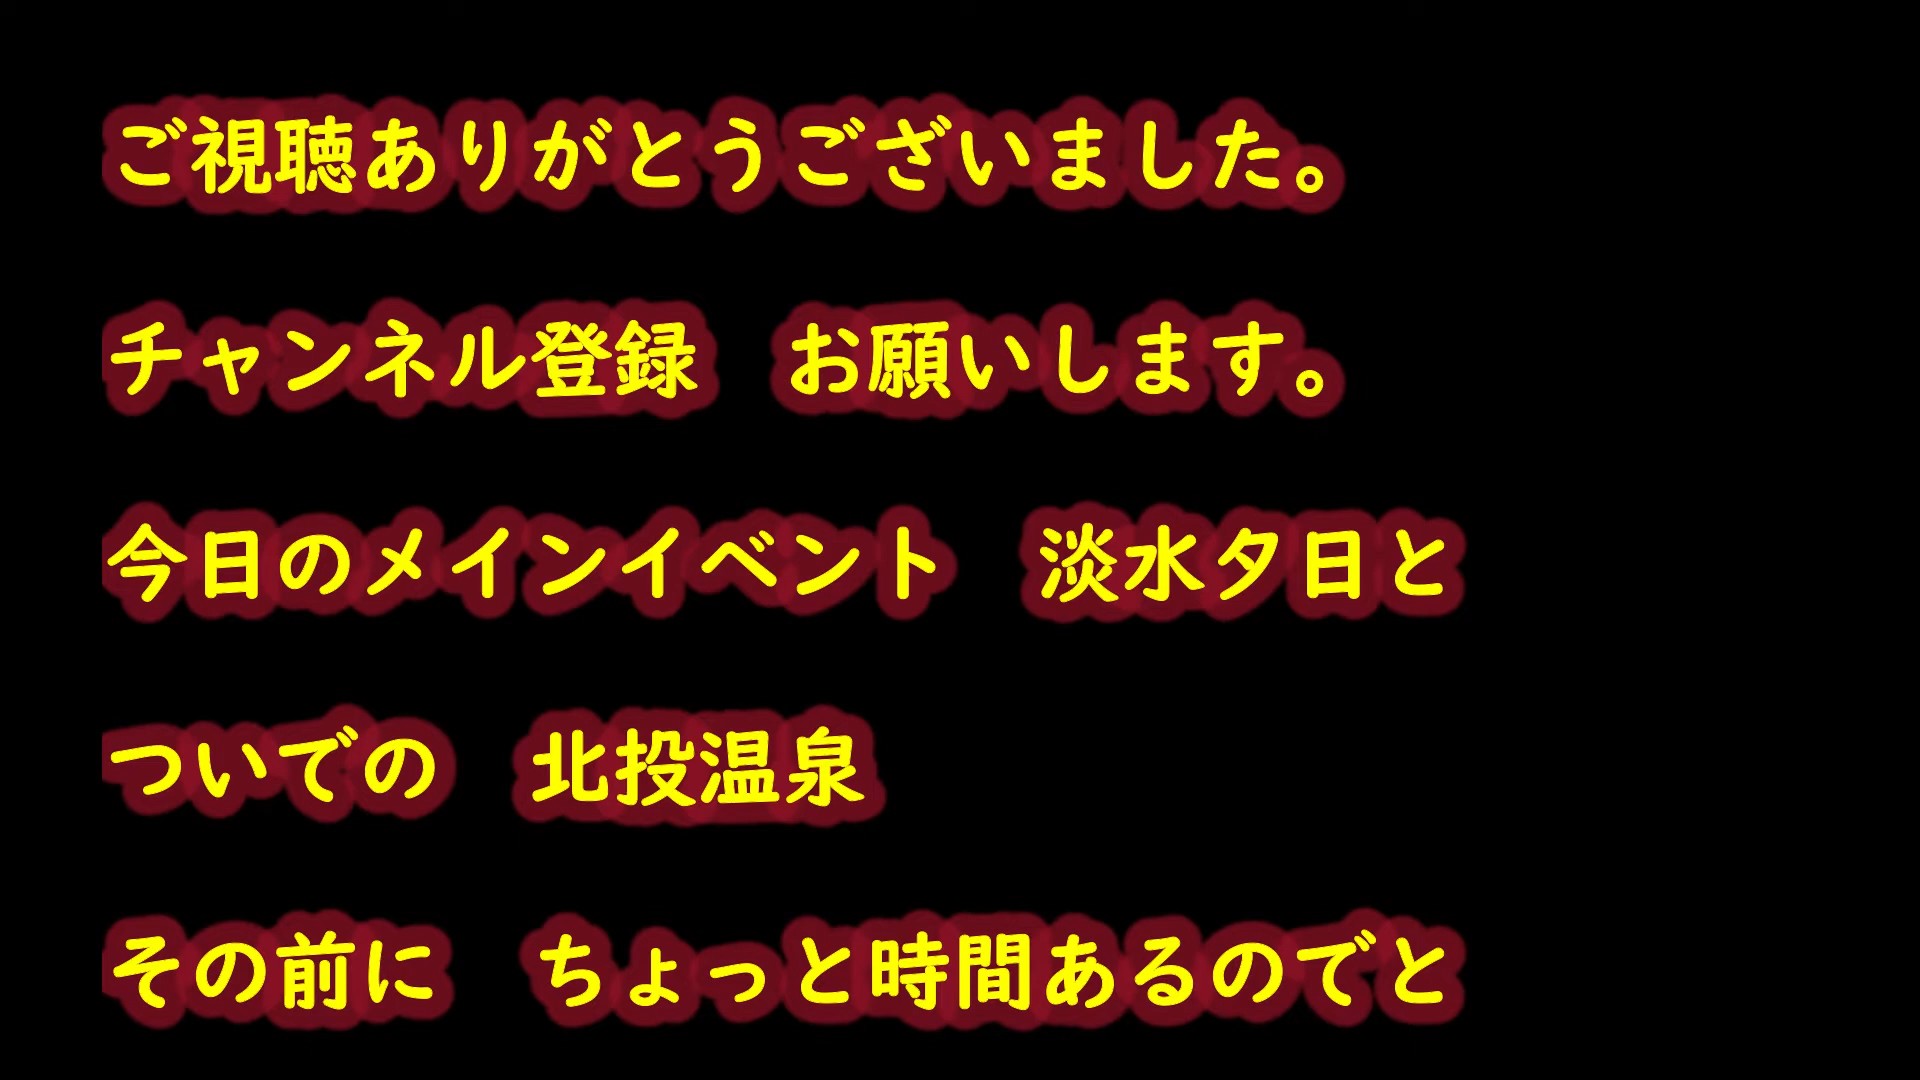 ご視聴ありがとうございました。
チャンネル登録　お願いします。
今日のメインイベント　淡水夕日と
ついでの　北投温泉
その前に　ちょっと時間あるのでと